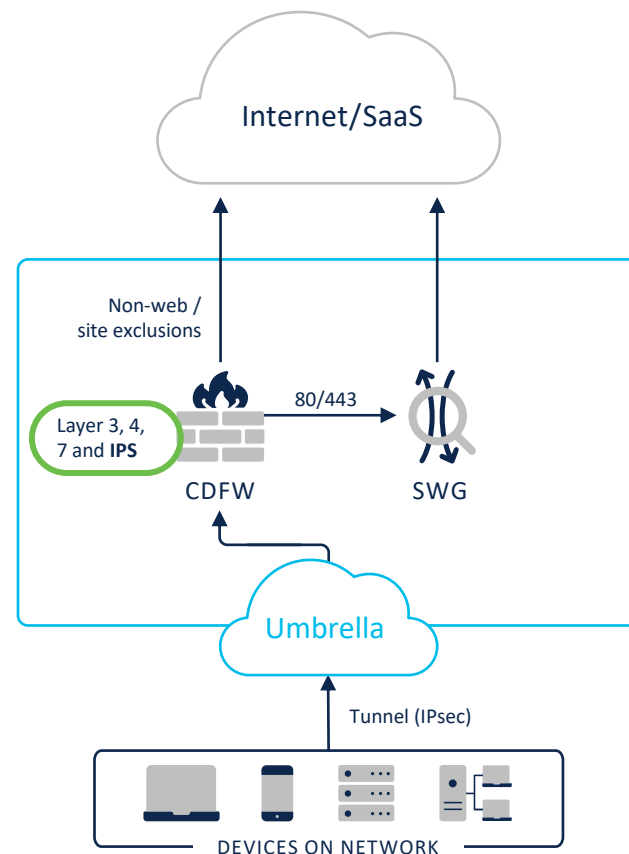 Internet/SaaS
Non-web /
site exclusions
Layer 3, 4,
7 and IPS
80/443
CDFW
SWG
Umbrella
Tunnel (IPsec)
DEVICES ON NETWORK